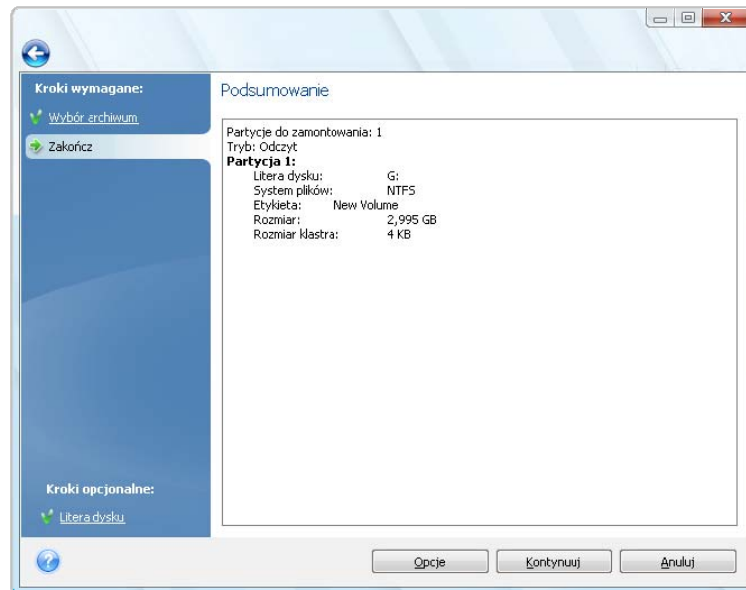 Kroki wymagane:
Wybór archiwum
Zakończ
Kroki opcjonalne:
Litera dysku
Podsumowanie
Partycje do zamontowania: 1
Tryb: Odczyt
Partycja 1:
Litera dysku: G:
System plików: NTFS
Etykieta: New Volume
Rozmiar: 2,995 GB
Rozmiar klastra: 4 KB
Opcje Kontynuuj Anuluj